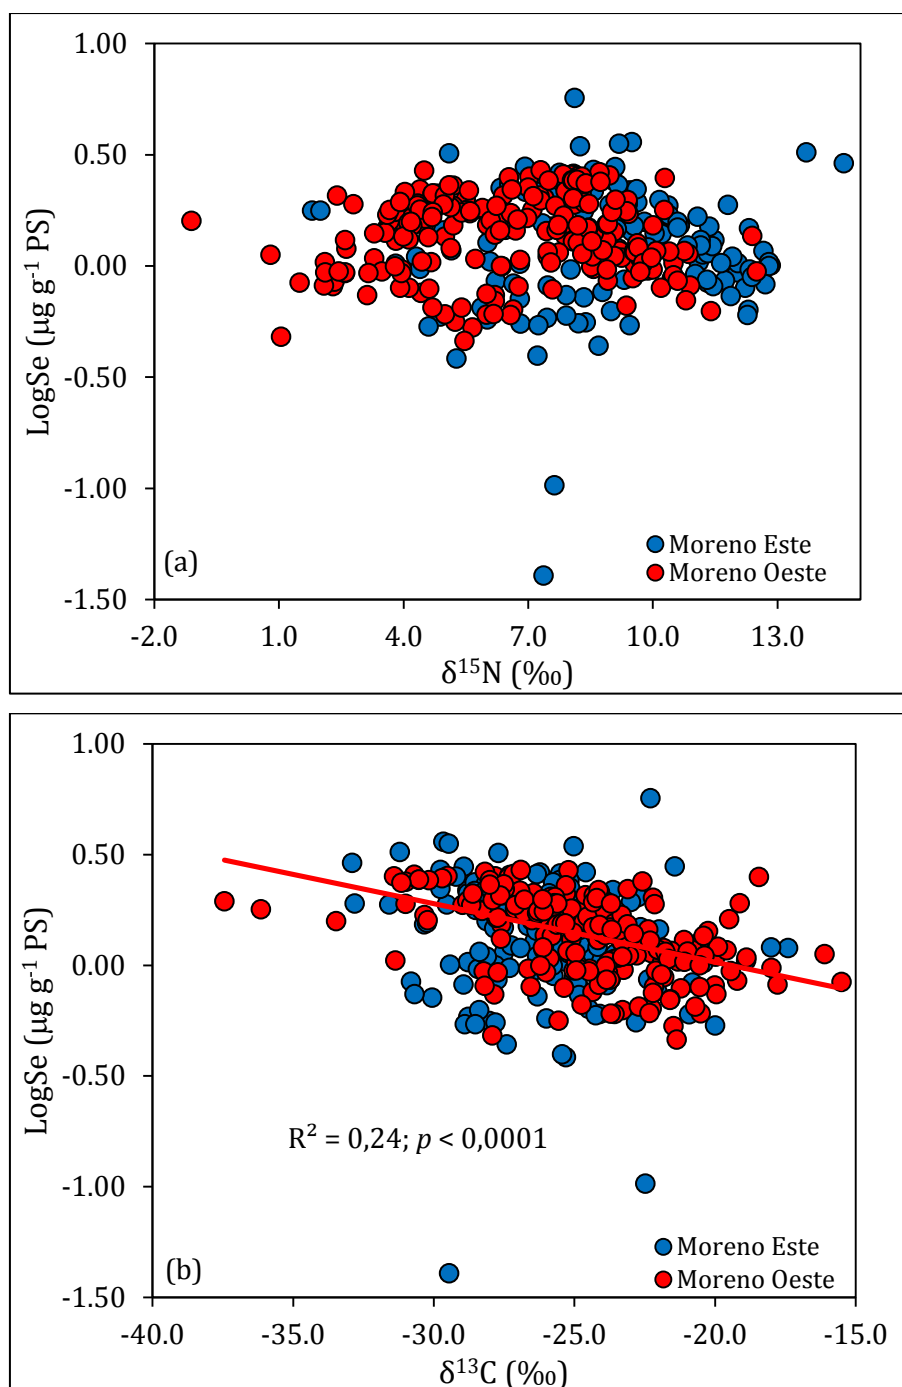 1.00
0.50
0.00
-0.50
-1.00
-1.50
LogSe (µg g⁻¹ PS)
Moreno Este
Moreno Oeste
(a)
-2.0 1.0 4.0 7.0 10.0 13.0
δ¹⁵N (‰)
1.00
0.50
0.00
-0.50
-1.00
-1.50
LogSe (µg g⁻¹ PS)
R² = 0,24; p < 0,0001
Moreno Este
Moreno Oeste
(b)
-40.0 -35.0 -30.0 -25.0 -20.0 -15.0
δ¹³C (‰)